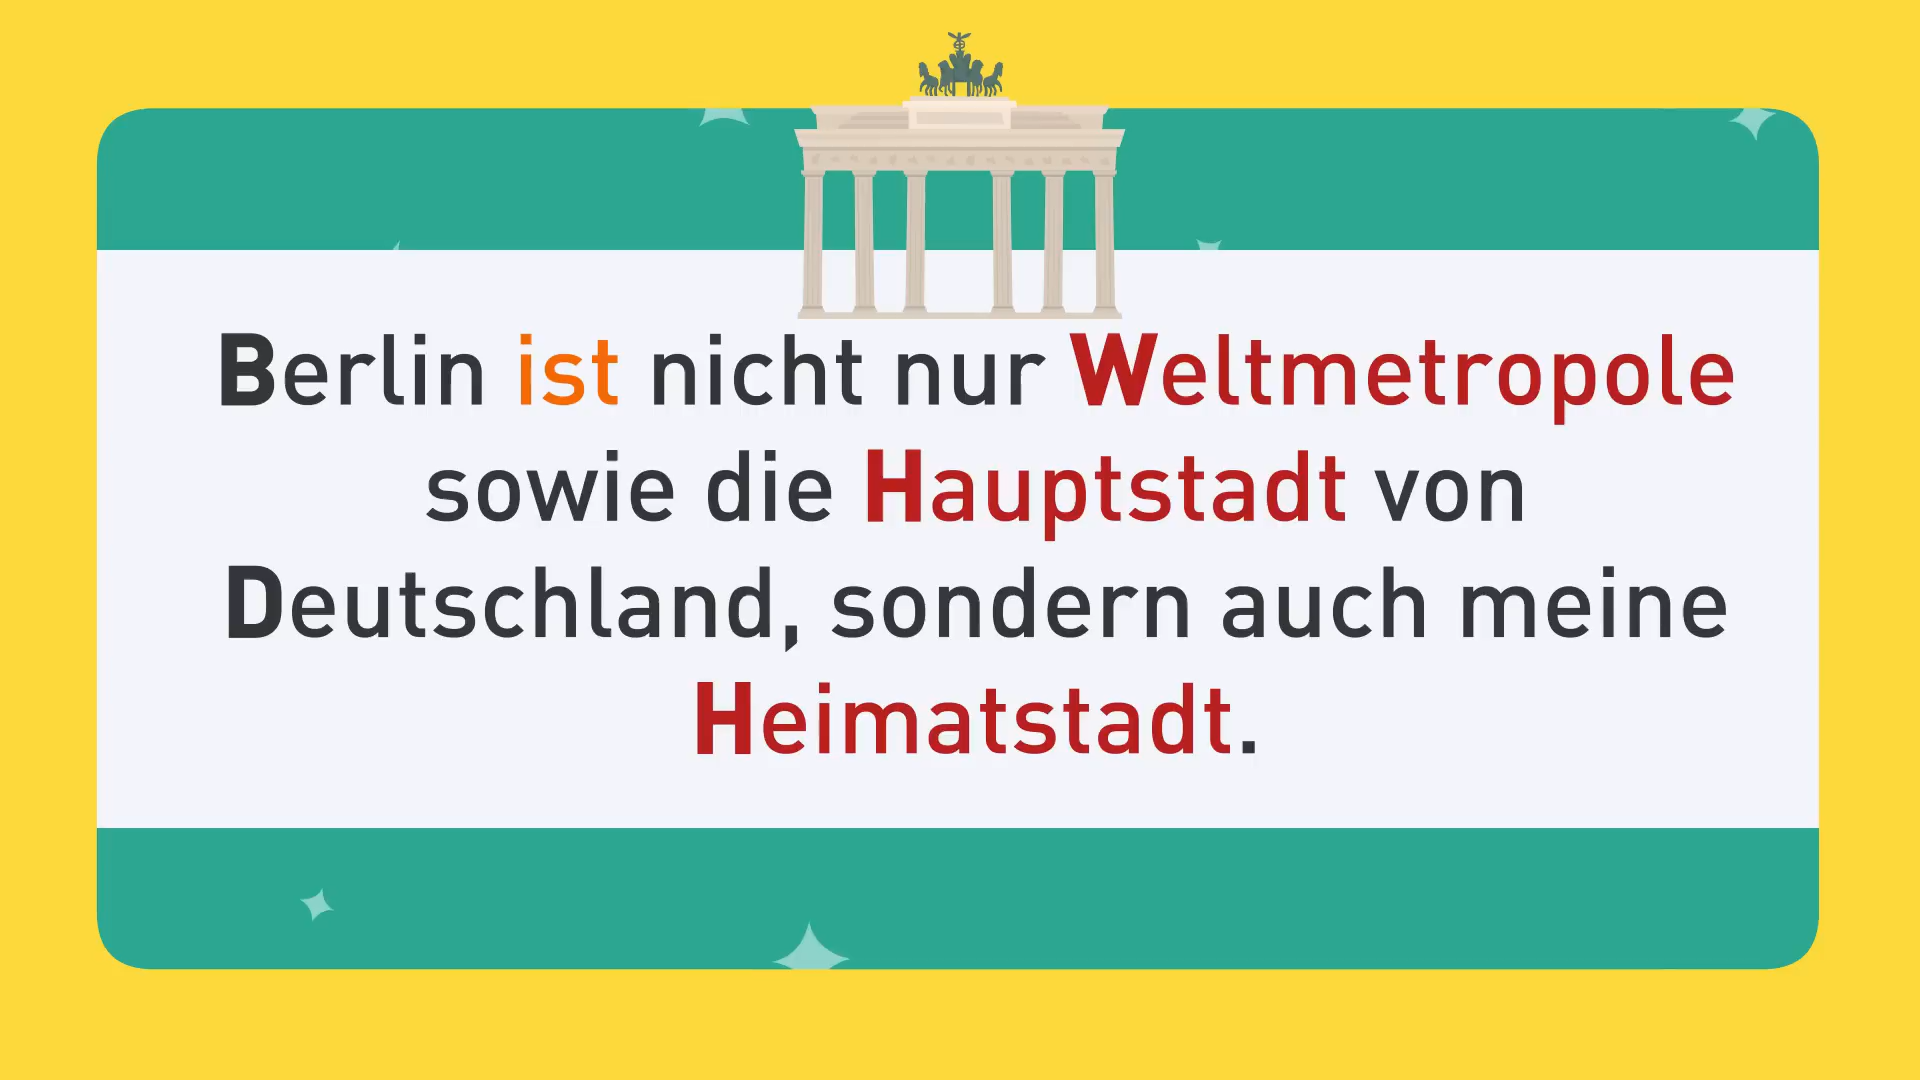 Berlin ist nicht nur Weltmetropole
sowie die Hauptstadt von
Deutschland, sondern auch meine
Heimatstadt.